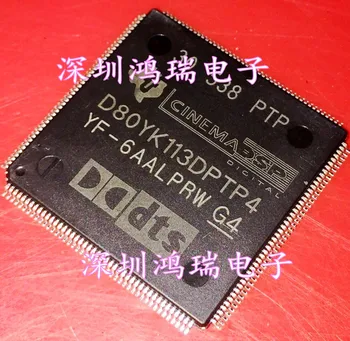 338 PTP
深圳鸿瑞电子
CINEMA DSP
DIGITAL
D80YK113DPTP4
YF-6AALPRW G4
dts
深圳鸿瑞电子